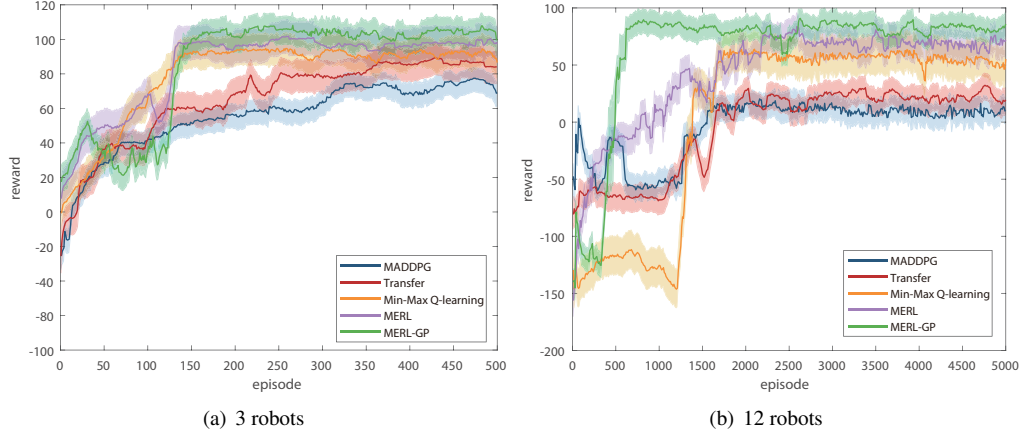 120
100
80
60
40
20
0
-20
-40
-60
-80
-100
reward
0 50 100 150 200 250 300 350 400 450 500
episode
MADDPG
Transfer
Min-Max Q-learning
MERL
MERL-GP
(a) 3 robots
100
50
0
-50
-100
-150
-200
reward
0 500 1000 1500 2000 2500 3000 3500 4000 4500 5000
episode
MADDPG
Transfer
Min-Max Q-learning
MERL
MERL-GP
(b) 12 robots